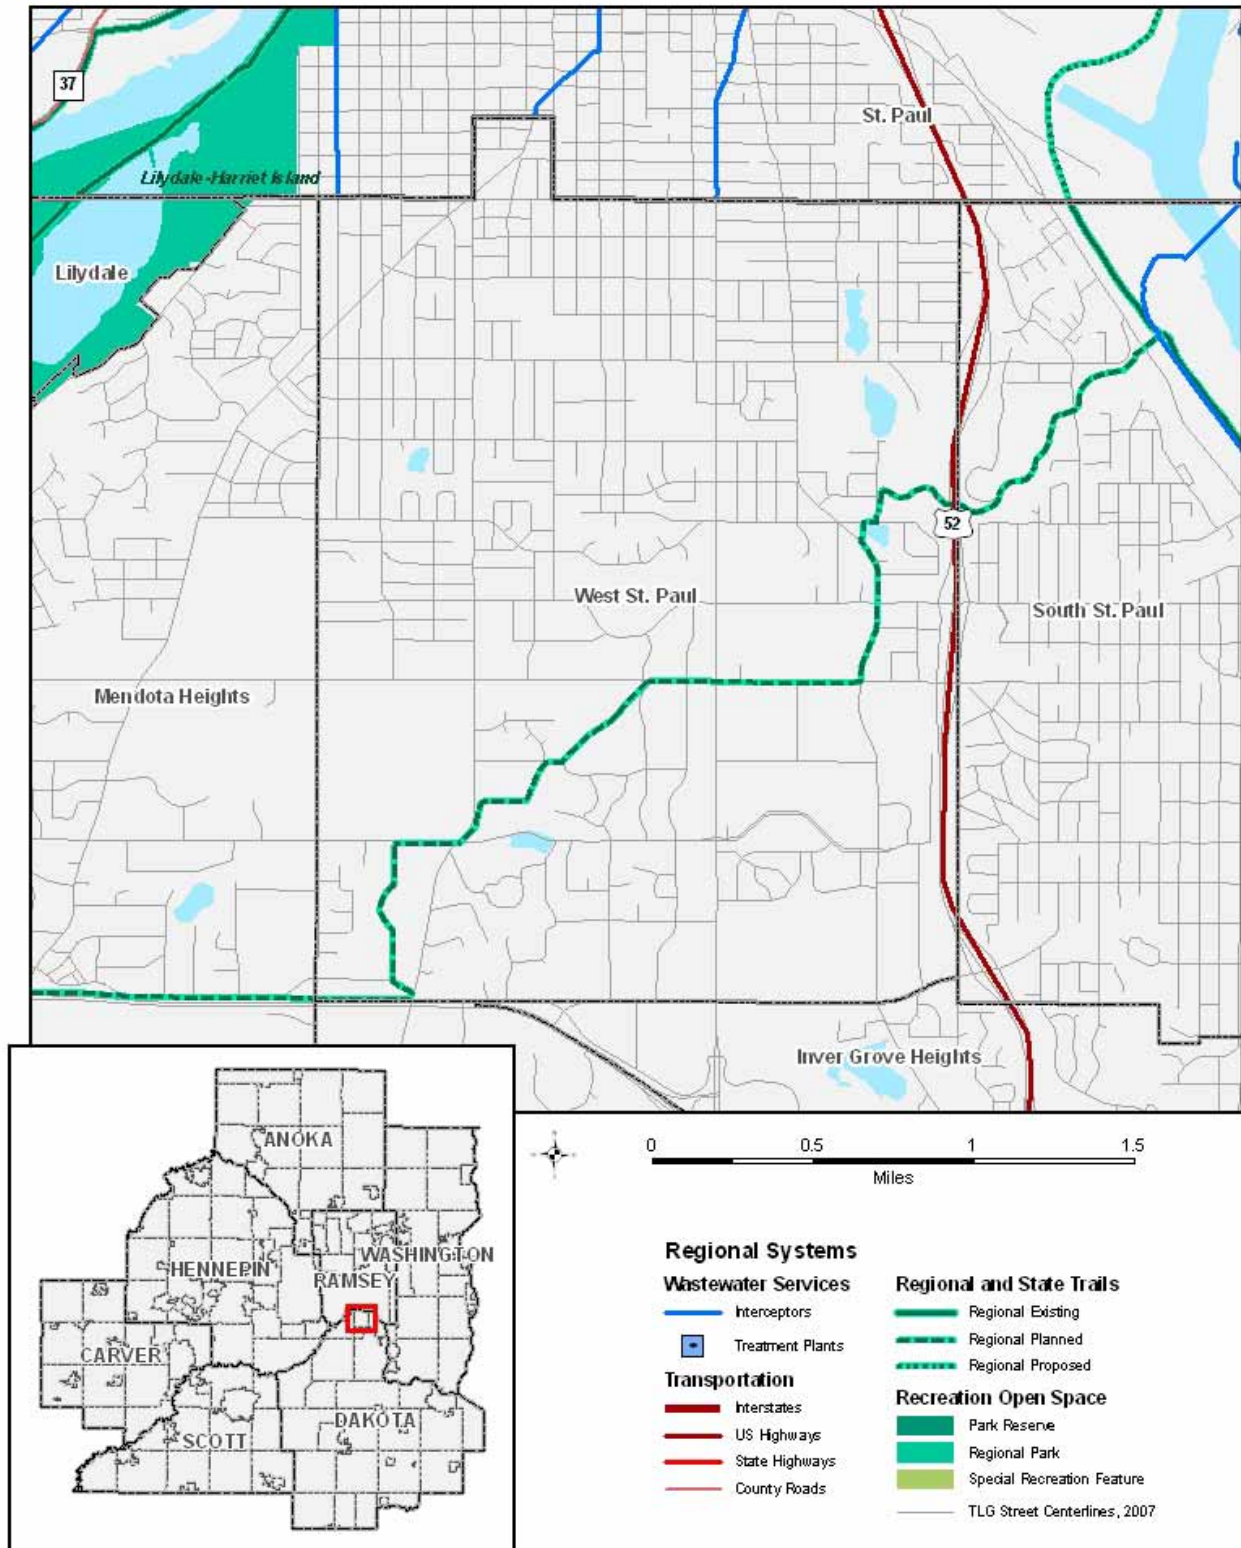 37
St. Paul
Lilydale-Harriet Island
Lilydale
52
West St. Paul
South St. Paul
Mendota Heights
Inver Grove Heights
ANOKA
WASHINGTON
HENNEPIN
RAMSEY
CARVER
DAKOTA
SCOTT
0 0.5 1 1.5
Miles
Regional Systems
Wastewater Services
Interceptors
Treatment Plants
Transportation
Interstates
US Highways
State Highways
County Roads
Regional and State Trails
Regional Existing
Regional Planned
Regional Proposed
Recreation Open Space
Park Reserve
Regional Park
Special Recreation Feature
TLG Street Centerlines, 2007